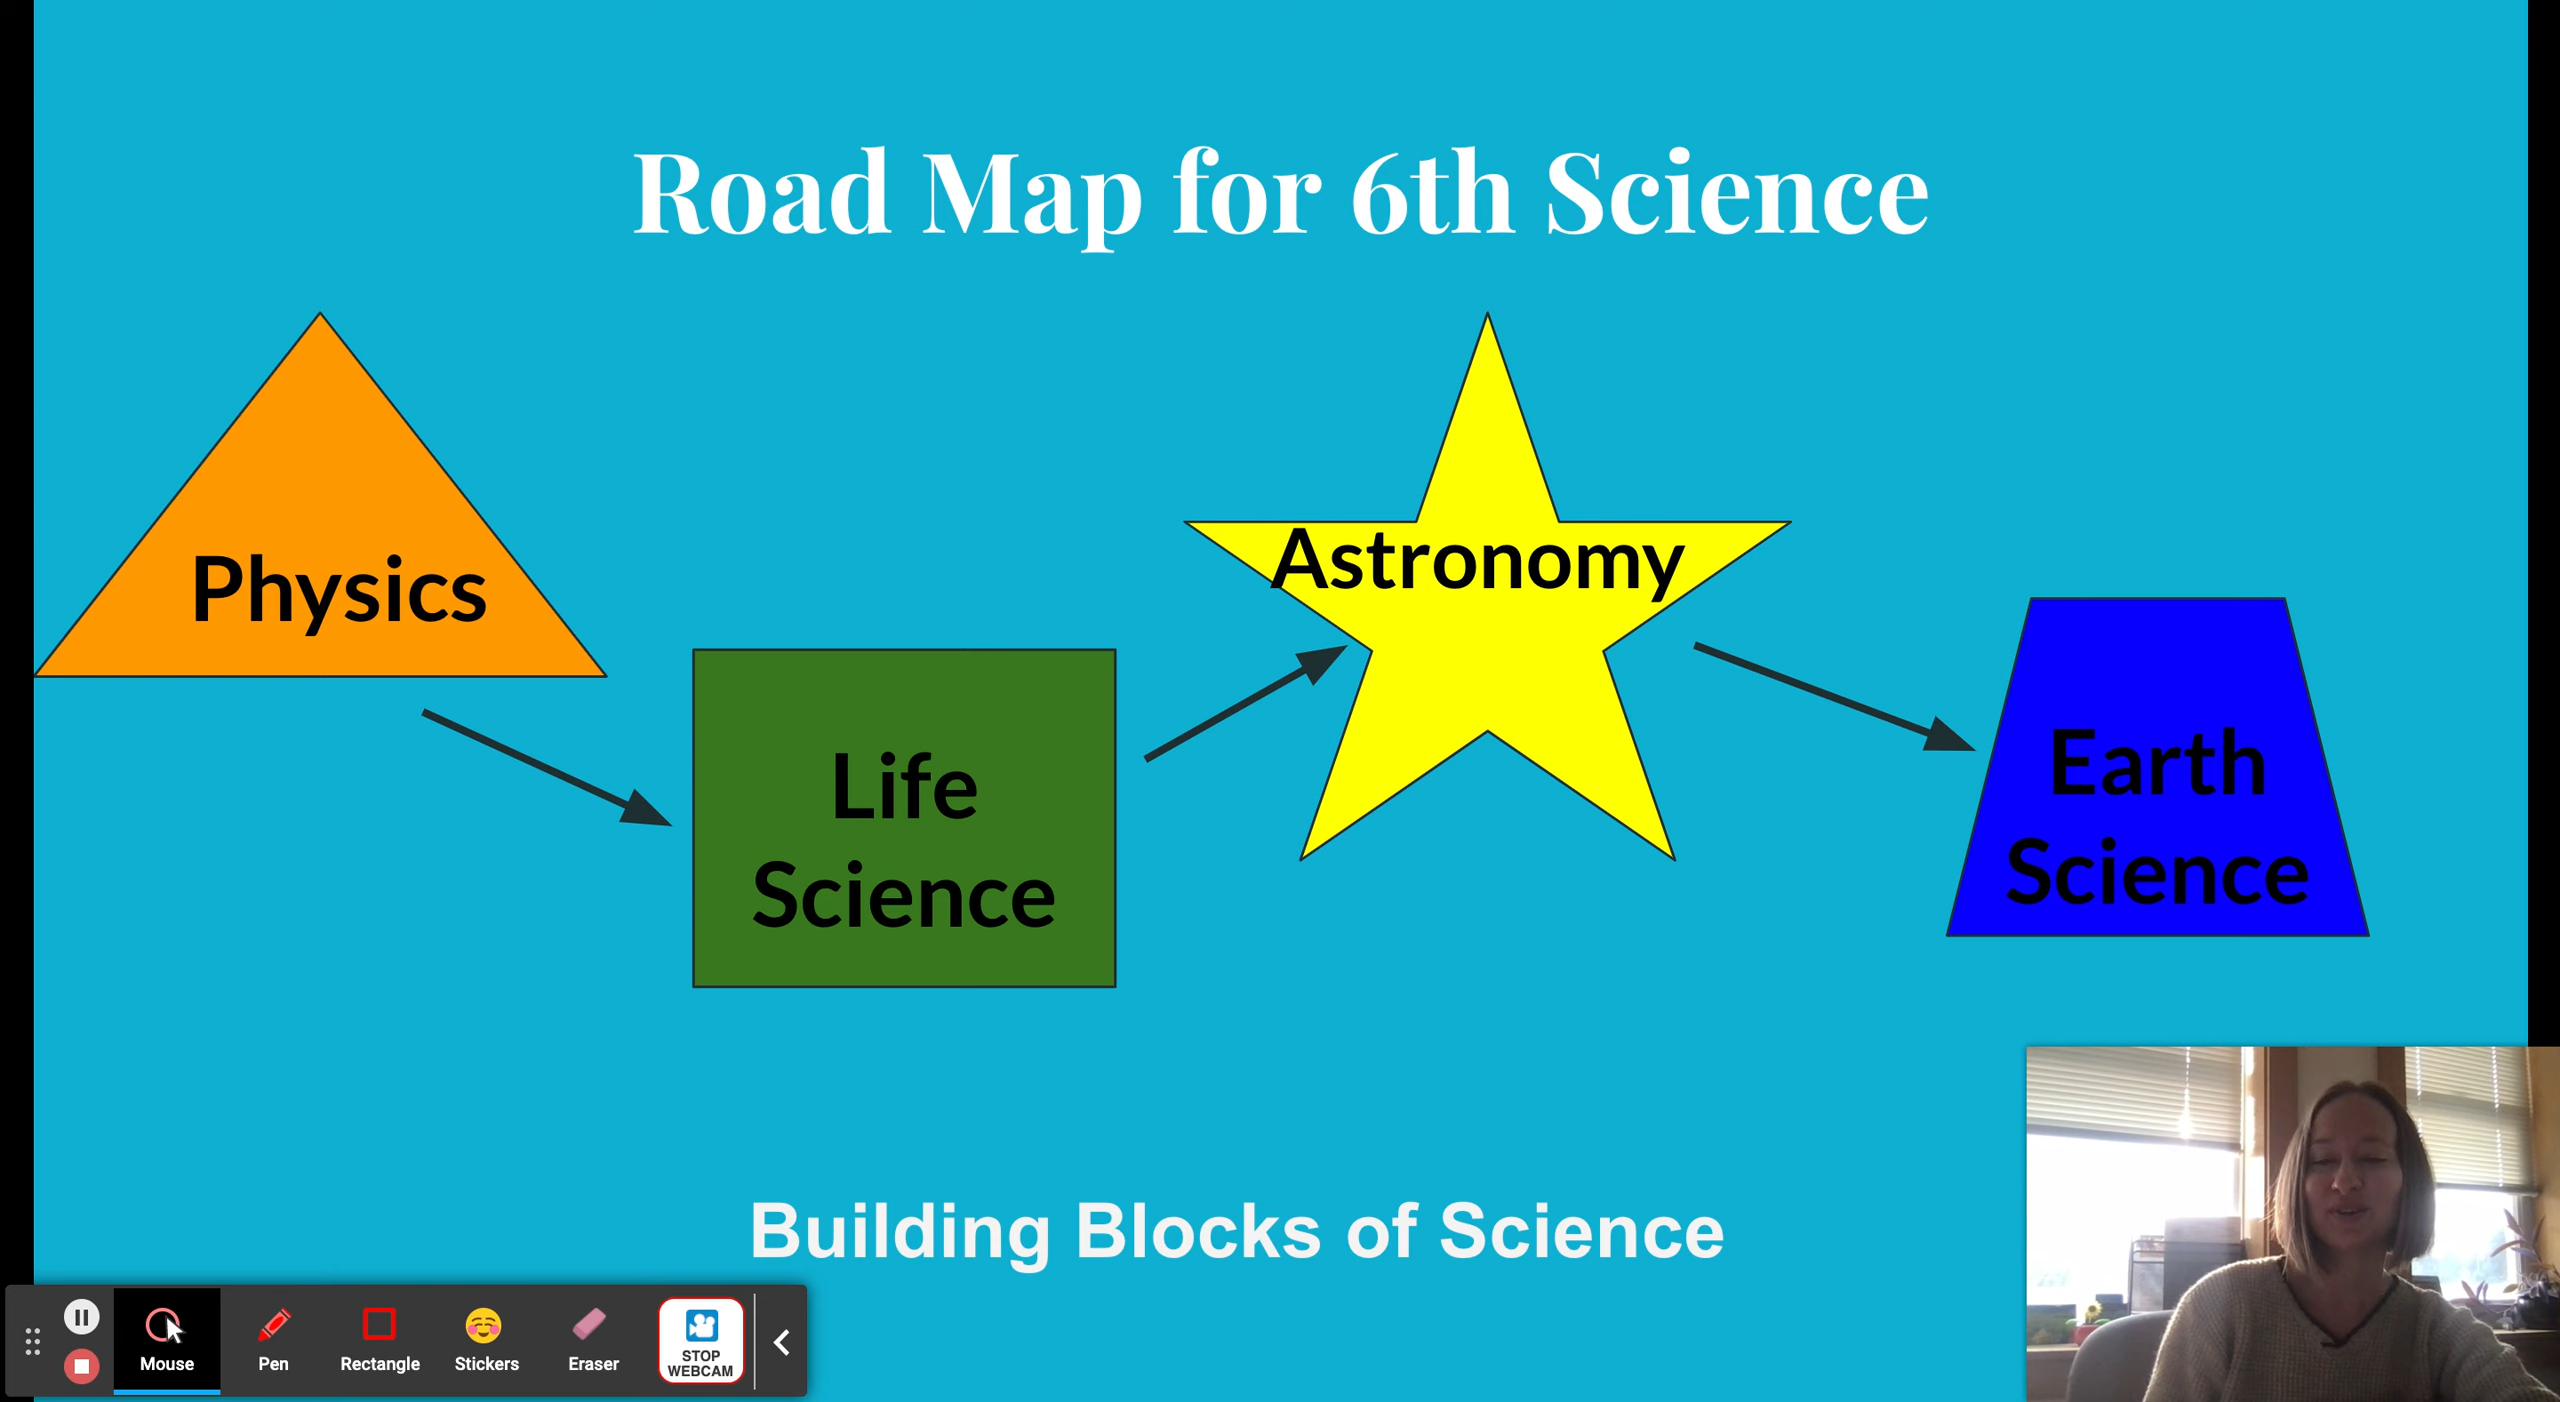 Road Map for 6th Science
Physics
Astronomy
Life
Science
Earth
Science
Building Blocks of Science
Mouse
Pen
Rectangle
Stickers
Eraser
STOP
WEBCAM